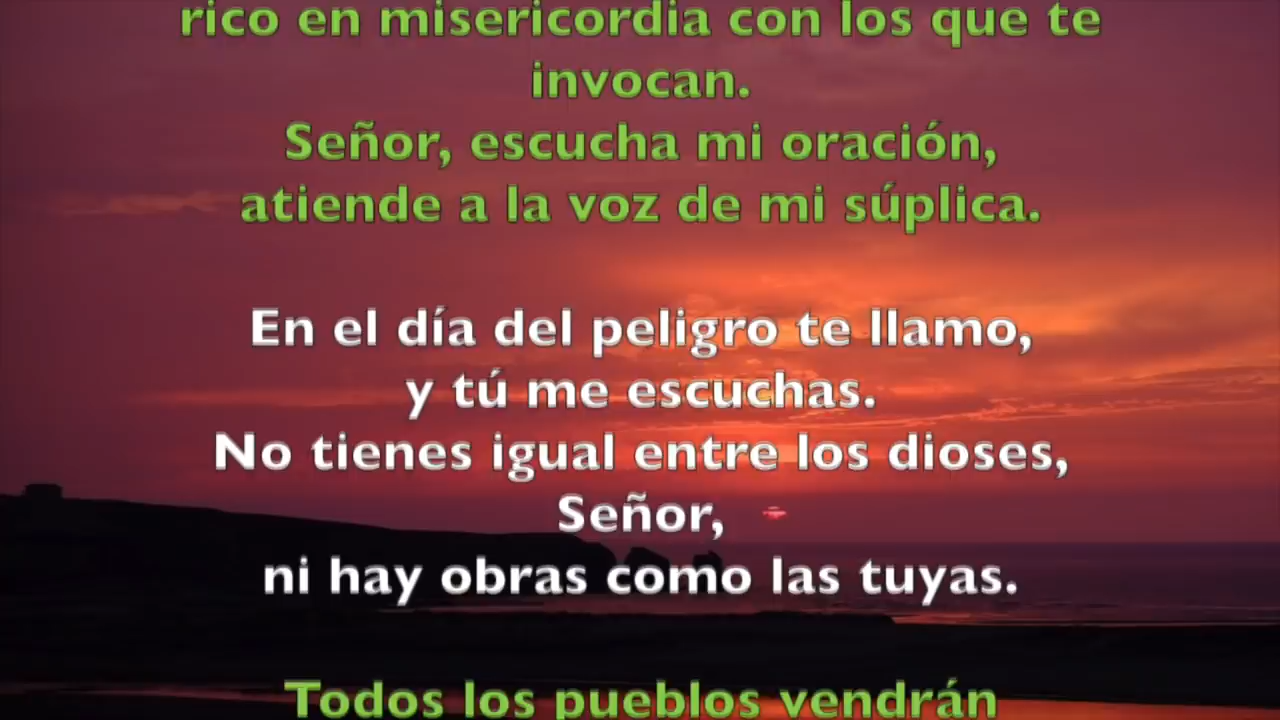 rico en misericordia con los que te
invocan.
Señor, escucha mi oración,
atiende a la voz de mi súplica.
En el día del peligro te llamo,
y tú me escuchas.
No tienes igual entre los dioses,
Señor,
ni hay obras como las tuyas.
Todos los pueblos vendrán